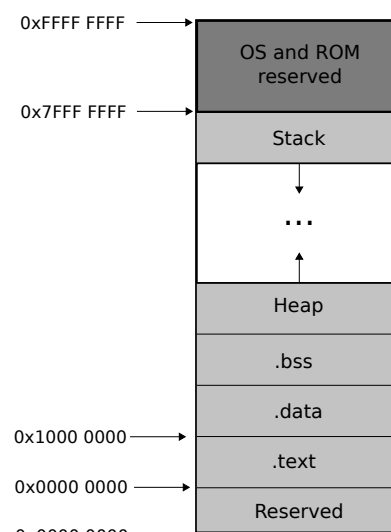 0xFFFF FFFF
OS and ROM
reserved
0x7FFF FFFF
Stack
...
Heap
.bss
.data
0x1000 0000
.text
0x0000 0000
Reserved